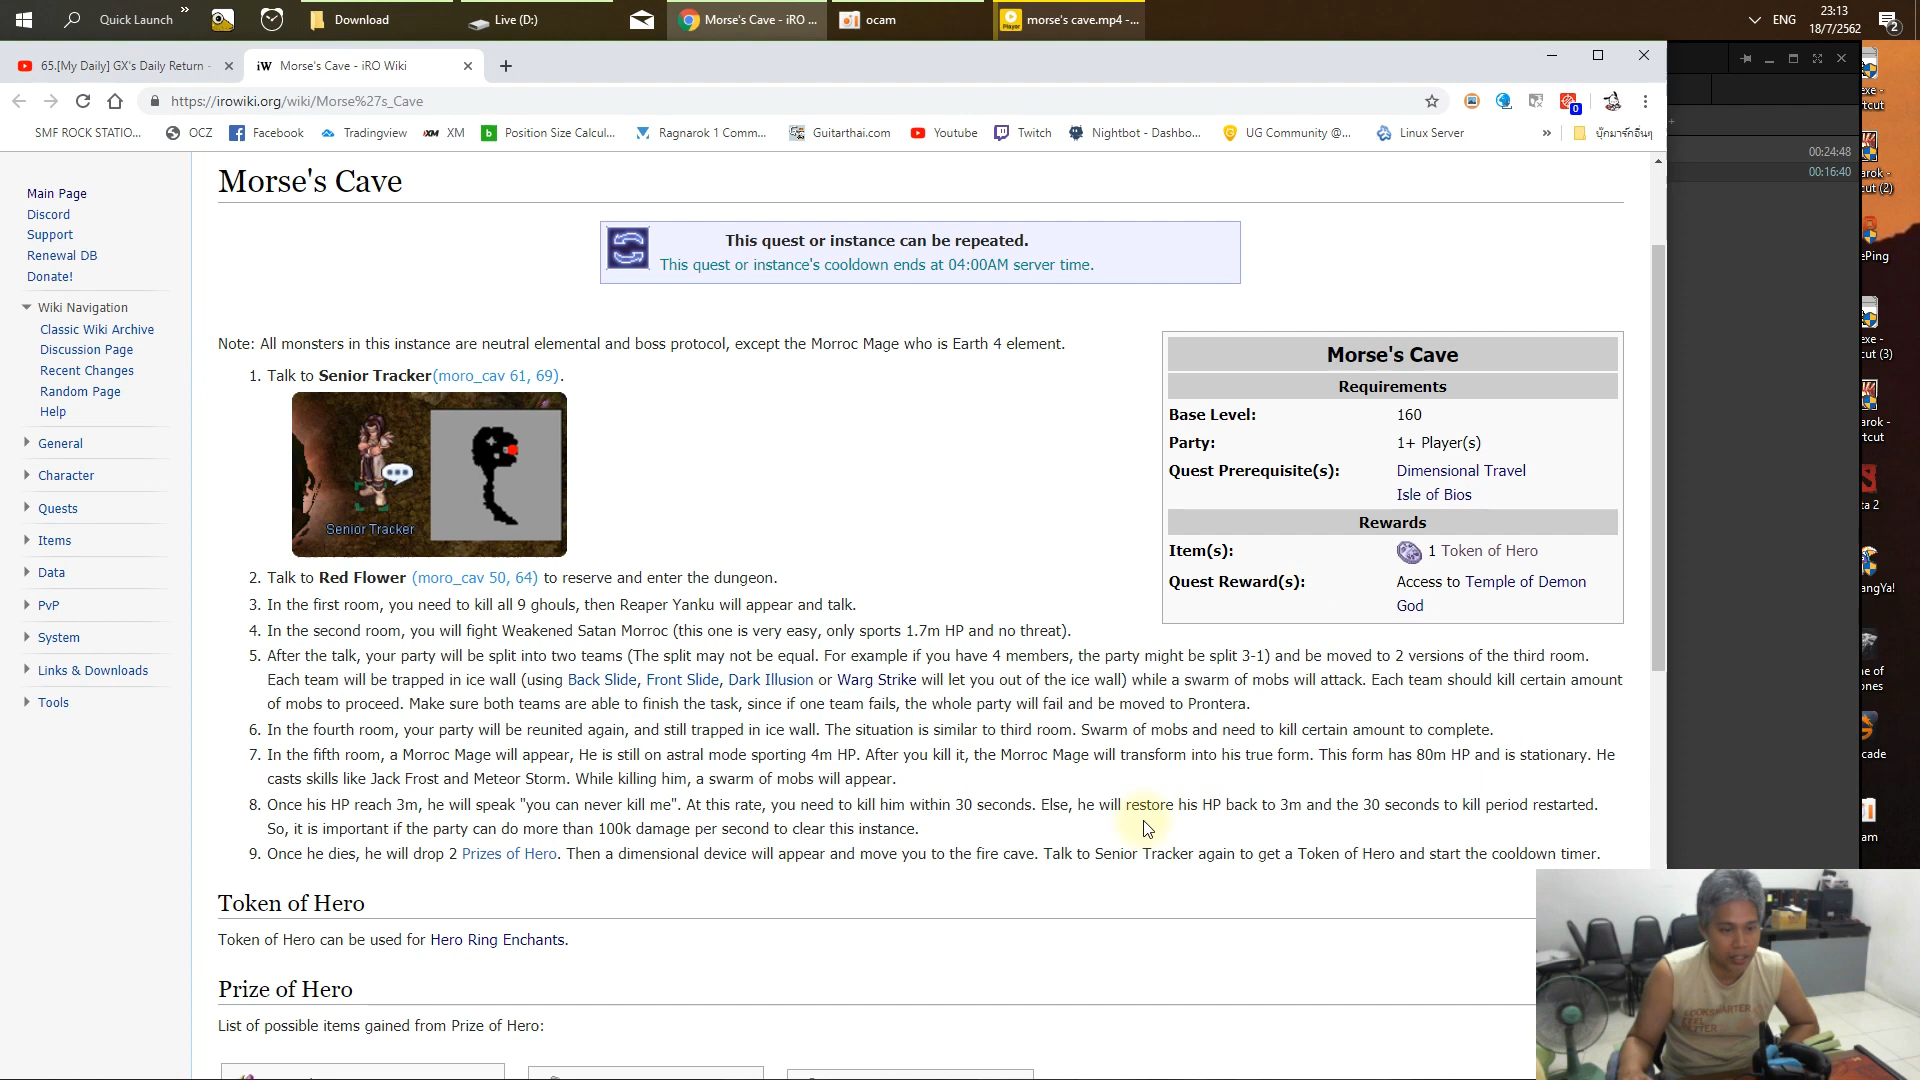 Quick Launch
»
Download
Live (D:)
Morse's Cave - iRO ...
ocam
morse's cave.mp4 -...
ENG
23:13
18/7/2562
2
65.[My Daily] GX's Daily Return -
iW Morse's Cave - iRO Wiki
https://irowiki.org/wiki/Morse%27s_Cave
0
SMF ROCK STATIO...
OCZ
Facebook
Tradingview
XM XM
b Position Size Calcul...
Ragnarok 1 Comm...
Guitarthai.com
Youtube
Twitch
Nightbot - Dashbo...
UG Community @...
Linux Server
»
บุ๊กมาร์กอื่นๆ
00:24:48
00:16:40
Main Page
Discord
Support
Renewal DB
Donate!
Wiki Navigation
Classic Wiki Archive
Discussion Page
Recent Changes
Random Page
Help
General
Character
Quests
Items
Data
PvP
System
Links & Downloads
Tools
Morse's Cave
This quest or instance can be repeated.
This quest or instance's cooldown ends at 04:00AM server time.
Note: All monsters in this instance are neutral elemental and boss protocol, except the Morroc Mage who is Earth 4 element.
1. Talk to Senior Tracker(moro_cav 61, 69).
Senior Tracker
2. Talk to Red Flower (moro_cav 50, 64) to reserve and enter the dungeon.
3. In the first room, you need to kill all 9 ghouls, then Reaper Yanku will appear and talk.
4. In the second room, you will fight Weakened Satan Morroc (this one is very easy, only sports 1.7m HP and no threat).
5. After the talk, your party will be split into two teams (The split may not be equal. For example if you have 4 members, the party might be split 3-1) and be moved to 2 versions of the third room.
Each team will be trapped in ice wall (using Back Slide, Front Slide, Dark Illusion or Warg Strike will let you out of the ice wall) while a swarm of mobs will attack. Each team should kill certain amount
of mobs to proceed. Make sure both teams are able to finish the task, since if one team fails, the whole party will fail and be moved to Prontera.
6. In the fourth room, your party will be reunited again, and still trapped in ice wall. The situation is similar to third room. Swarm of mobs and need to kill certain amount to complete.
7. In the fifth room, a Morroc Mage will appear, He is still on astral mode sporting 4m HP. After you kill it, the Morroc Mage will transform into his true form. This form has 80m HP and is stationary. He
casts skills like Jack Frost and Meteor Storm. While killing him, a swarm of mobs will appear.
8. Once his HP reach 3m, he will speak "you can never kill me". At this rate, you need to kill him within 30 seconds. Else, he will restore his HP back to 3m and the 30 seconds to kill period restarted.
So, it is important if the party can do more than 100k damage per second to clear this instance.
9. Once he dies, he will drop 2 Prizes of Hero. Then a dimensional device will appear and move you to the fire cave. Talk to Senior Tracker again to get a Token of Hero and start the cooldown timer.
Morse's Cave
Requirements
Base Level: 160
Party: 1+ Player(s)
Quest Prerequisite(s): Dimensional Travel
Isle of Bios
Rewards
Item(s): 1 Token of Hero
Quest Reward(s): Access to Temple of Demon
God
Token of Hero
Token of Hero can be used for Hero Ring Enchants.
Prize of Hero
List of possible items gained from Prize of Hero: